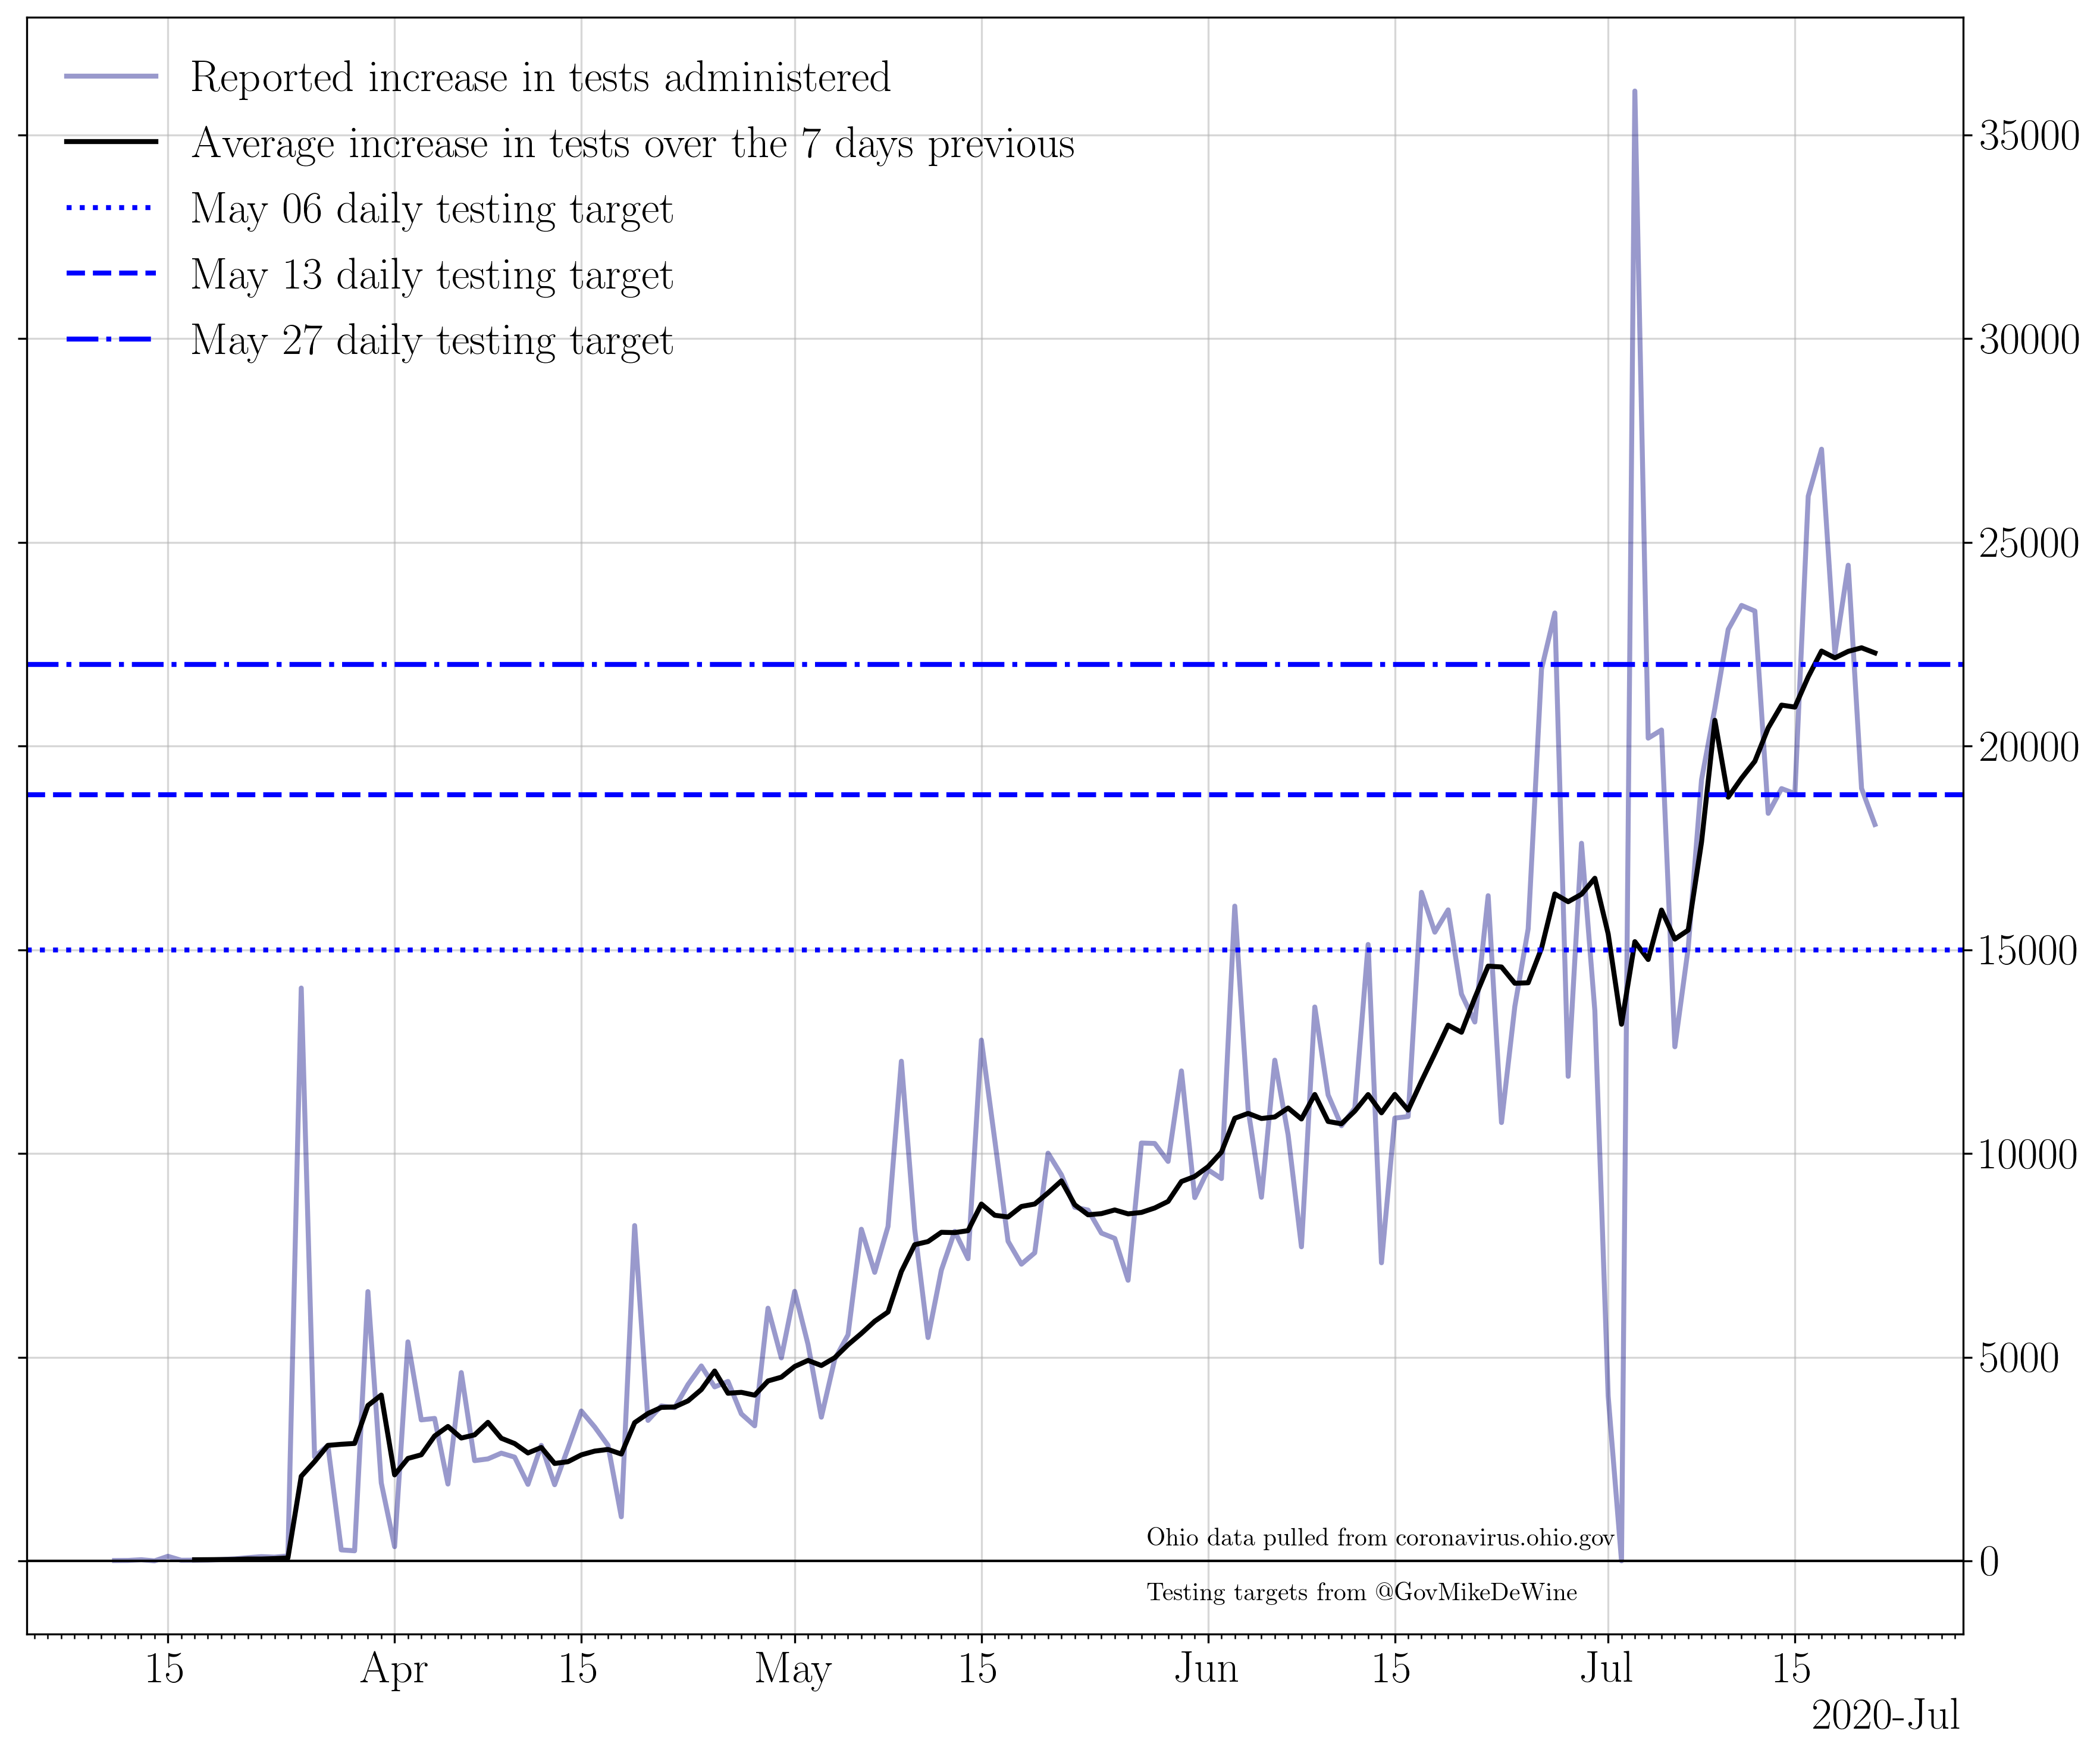 Reported increase in tests administered
Average increase in tests over the 7 days previous
May 06 daily testing target
May 13 daily testing target
May 27 daily testing target
35000
30000
25000
20000
15000
10000
5000
0
Ohio data pulled from coronavirus.ohio.gov
Testing targets from @GovMikeDeWine
15 Apr 15 May 15 Jun 15 Jul 15
2020-Jul